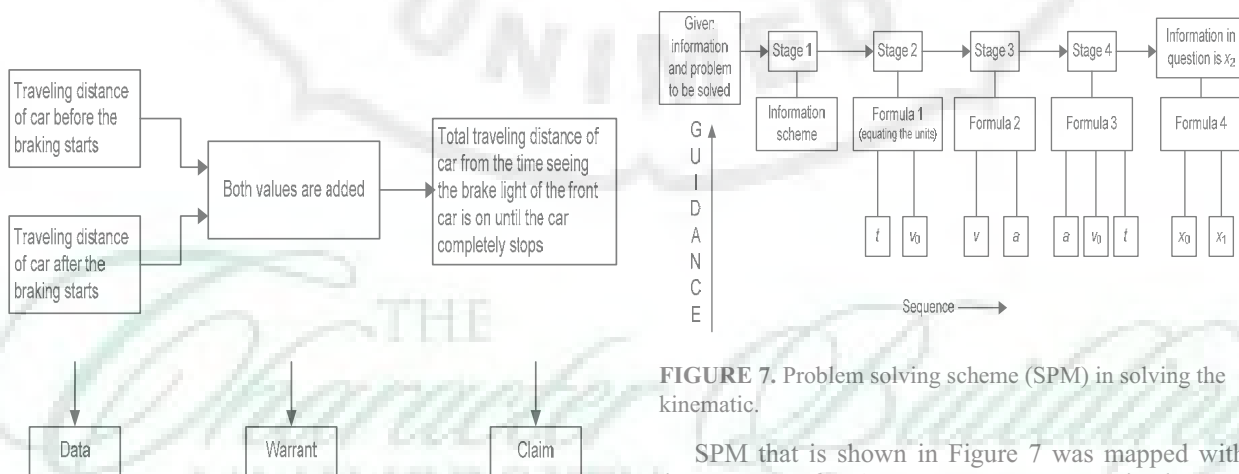 Traveling distance
of car before the
braking starts
Traveling distance
of car after the
braking starts
Both values are added
Total traveling distance of
car from the time seeing
the brake light of the front
car is on until the car
completely stops
Data
Warrant
Claim
UNITED
THE
Character Building
Given
information
and problem
to be solved
Stage 1
Stage 2
Stage 3
Stage 4
Information in
question is x₂
Information
scheme
Formula 1
(equating the units)
Formula 2
Formula 3
Formula 4
t
v₀
v
a
a
v₀
t
x₀
x₁
GUIDANCE
Sequence
FIGURE 7. Problem solving scheme (SPM) in solving the
kinematic.
SPM that is shown in Figure 7 was mapped with